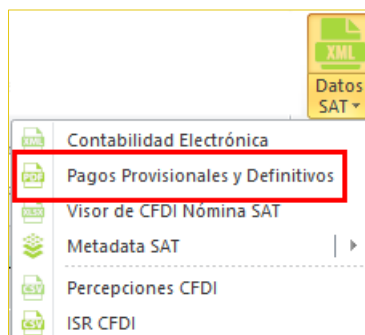 XML
Datos
SAT
XML Contabilidad Electrónica
PDF Pagos Provisionales y Definitivos
XLSX Visor de CFDI Nómina SAT
Metadata SAT
CSV Percepciones CFDI
CSV ISR CFDI